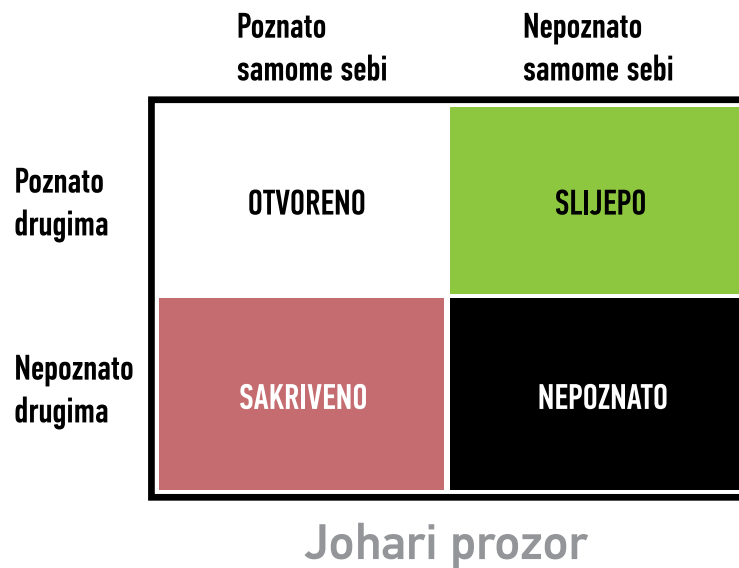 Poznato
samome sebi
Nepoznato
samome sebi
Poznato
drugima
OTVORENO
SLIJEPO
Nepoznato
drugima
SAKRIVENO
NEPOZNATO
Johari prozor